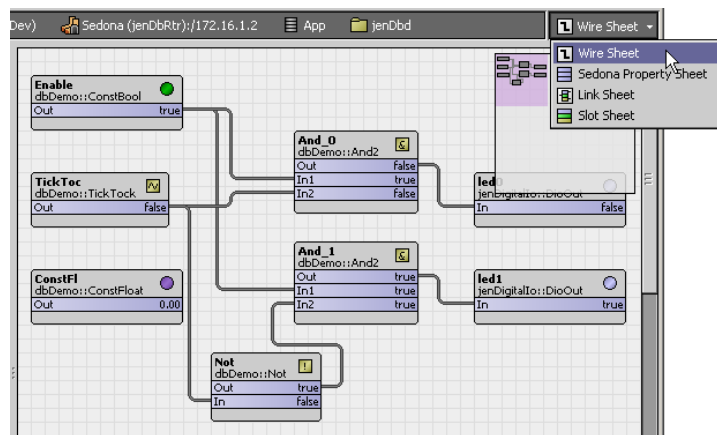 Dev) Sedona (jenDbRtr):/172.16.1.2 App jenDbd Wire Sheet
Wire Sheet
Sedona Property Sheet
Link Sheet
Slot Sheet
Enable
dbDemo::ConstBool
Out true
And_0
dbDemo::And2
Out false
In1 true
In2 false
TickToc
dbDemo::TickTock
Out false
led0
jenDigitalIo::DioOut
In false
And_1
dbDemo::And2
Out true
In1 true
In2 true
ConstFl
dbDemo::ConstFloat
Out 0.00
led1
jenDigitalIo::DioOut
In true
Not
dbDemo::Not
Out true
In false